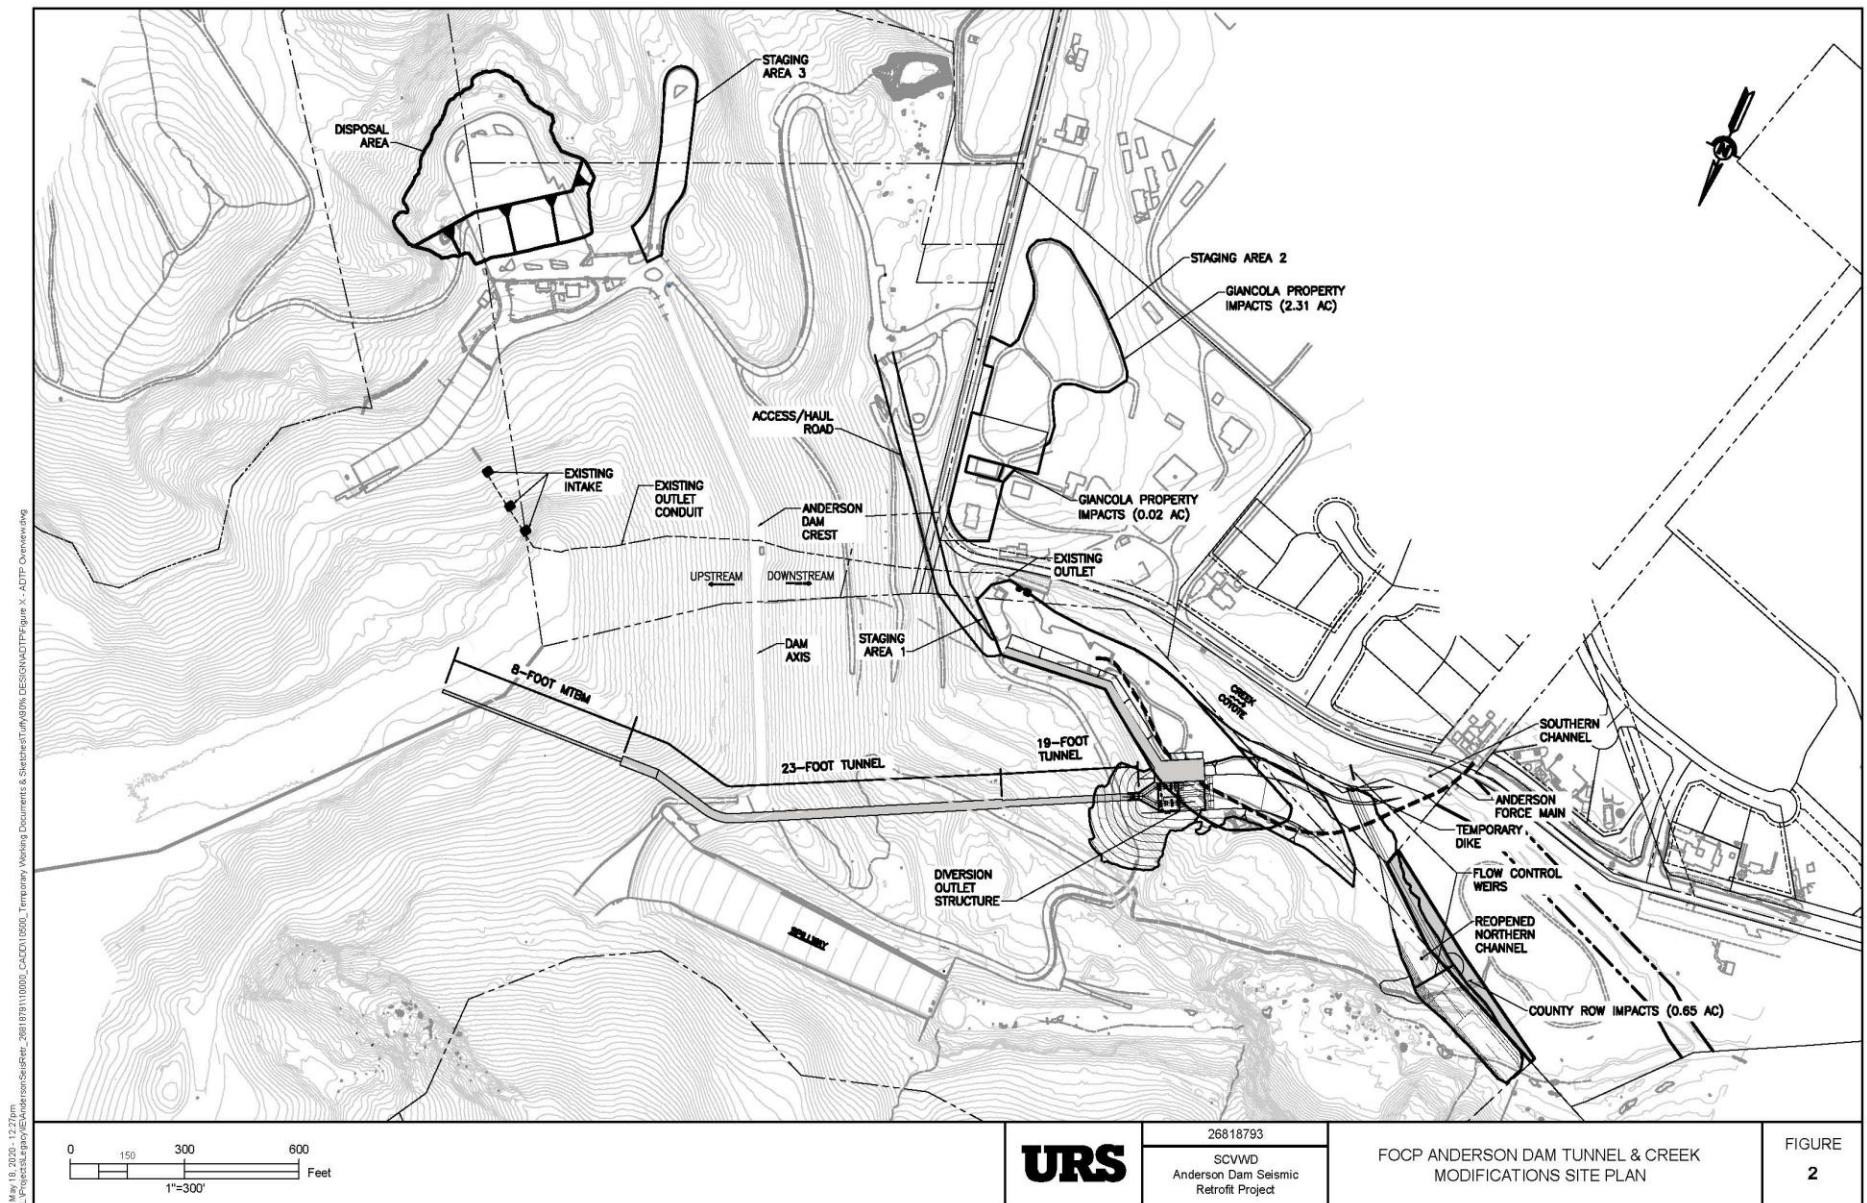 STAGING
AREA 3
DISPOSAL
AREA
N
STAGING AREA 2
GIANCOLA PROPERTY
IMPACTS (2.31 AC)
ACCESS/HAUL
ROAD
EXISTING
INTAKE
EXISTING
OUTLET
CONDUIT
ANDERSON
DAM
CREST
GIANCOLA PROPERTY
IMPACTS (0.02 AC)
EXISTING
OUTLET
UPSTREAM
DOWNSTREAM
STAGING
AREA 1
DAM
AXIS
8-FOOT MTBM
CREEK
COYOTE
SOUTHERN
CHANNEL
19-FOOT
TUNNEL
23-FOOT TUNNEL
ANDERSON
FORCE MAIN
TEMPORARY
DIKE
DIVERSION
OUTLET
STRUCTURE
FLOW CONTROL
WEIRS
SPILLWAY
REOPENED
NORTHERN
CHANNEL
COUNTY ROW IMPACTS (0.65 AC)
May 18, 2020 - 12:27pm
0 150 300 600
Feet
1"=300'
URS
26818793
SCVWD
Anderson Dam Seismic
Retrofit Project
FOCP ANDERSON DAM TUNNEL & CREEK
MODIFICATIONS SITE PLAN
FIGURE
2